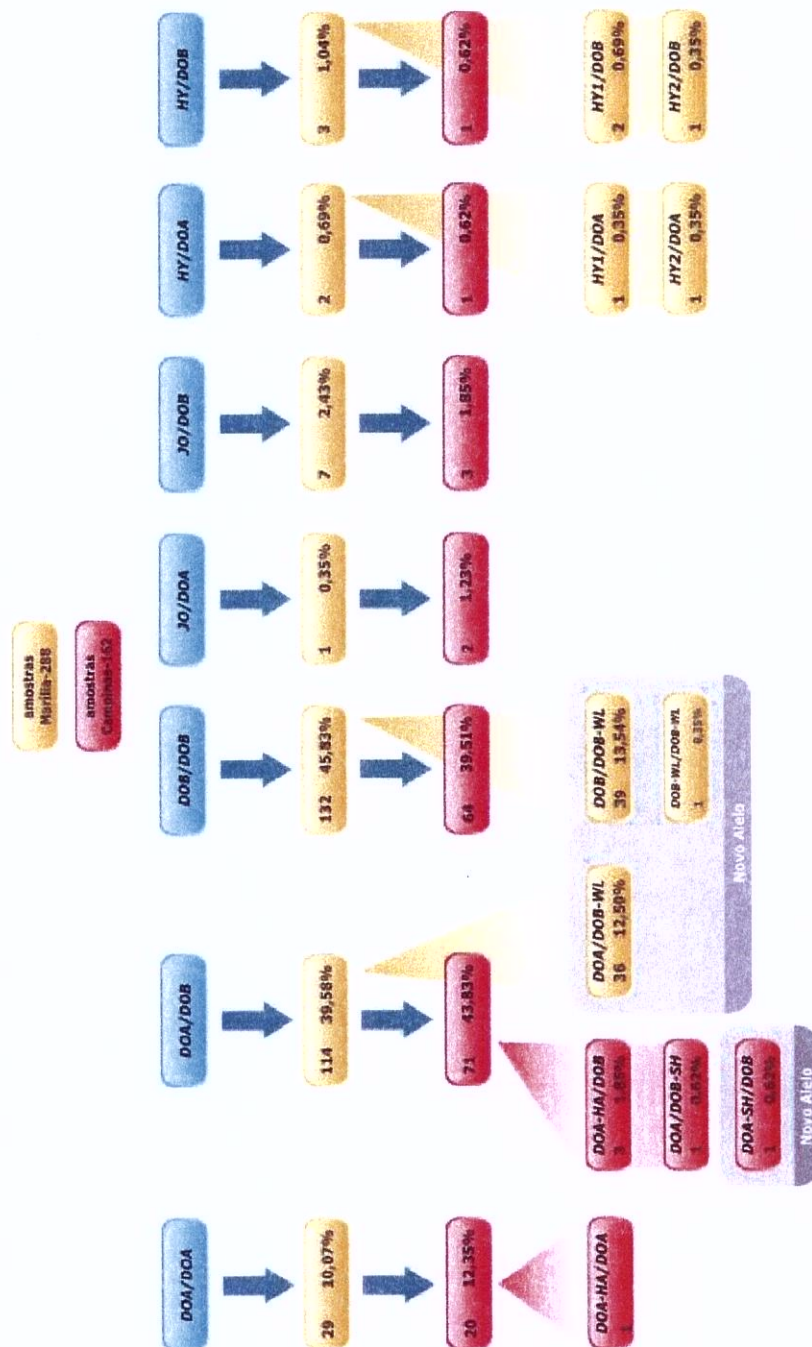 amostras
Marília-288
amostras
Campinas-162
DOA/DOA
29 10,07%
20 12,35%
DOA-HA/DOA
1
DOA/DOB
114 39,58%
71 43,83%
DOA-HA/DOB
3 1,85%
DOA/DOB-SH
1 0,62%
DOA-SH/DOB
1 0,62%
Novo Alelo
DOA/DOB-WL
36 12,50%
DOB/DOB
132 45,83%
64 39,51%
DOB/DOB-WL
39 13,54%
DOB-WL/DOB-WL
1 0,35%
Novo Alelo
JO/DOA
1 0,35%
2 1,23%
JO/DOB
7 2,43%
3 1,85%
HY/DOA
2 0,69%
1 0,62%
HY1/DOA
1 0,35%
HY2/DOA
1 0,35%
HY/DOB
3 1,04%
1 0,62%
HY1/DOB
2 0,69%
HY2/DOB
1 0,35%